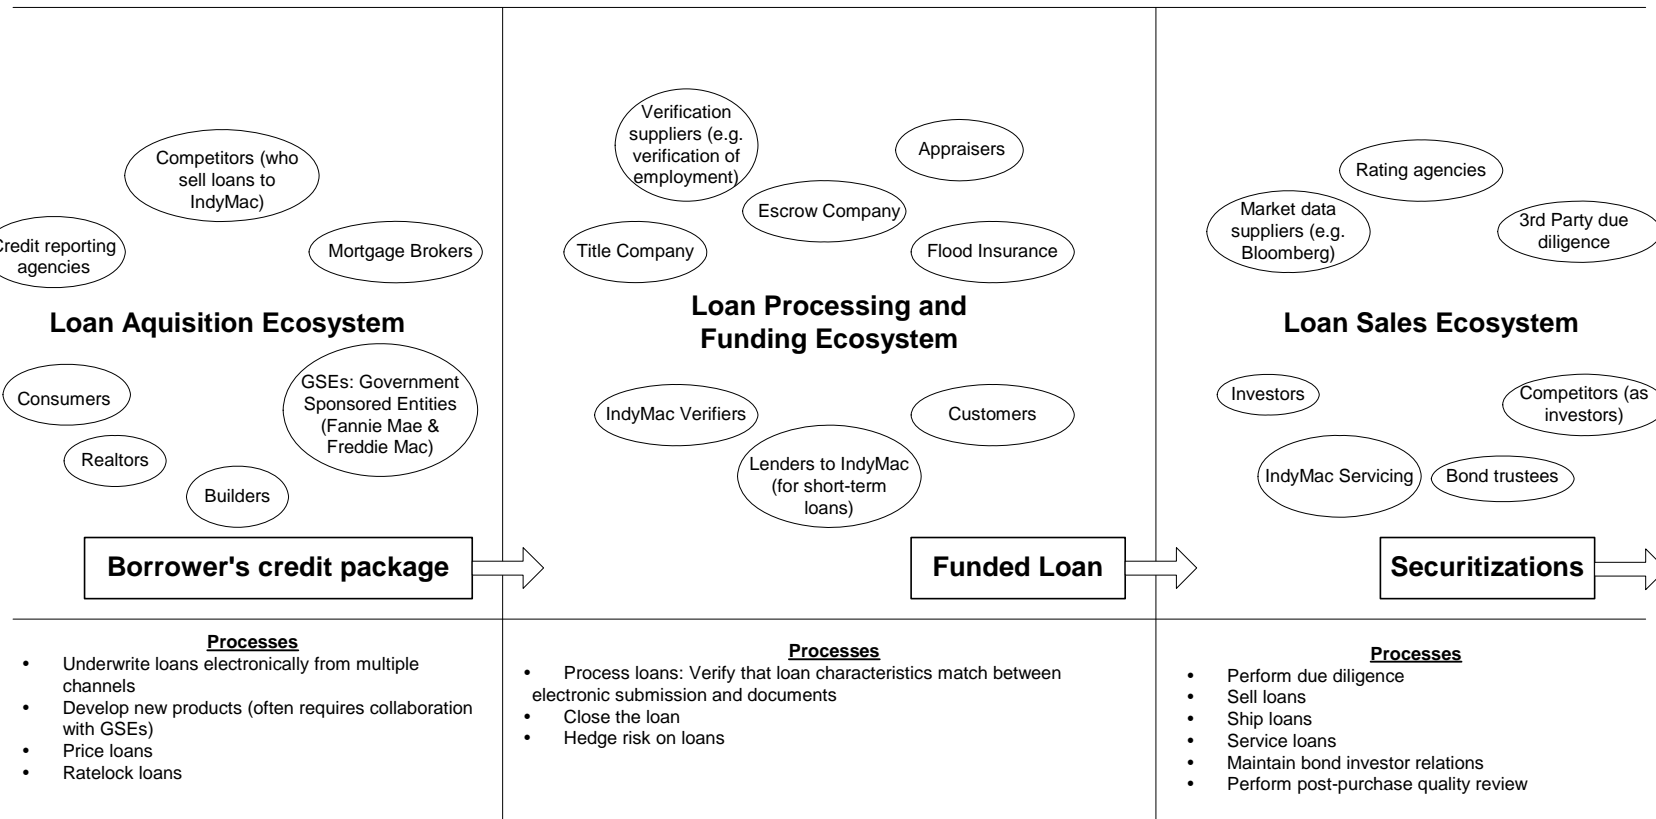 Competitors (who
sell loans to
IndyMac)
redit reporting
agencies
Mortgage Brokers
Loan Aquisition Ecosystem
Consumers
GSEs: Government
Sponsored Entities
(Fannie Mae &
Freddie Mac)
Realtors
Builders
Borrower's credit package
Processes
• Underwrite loans electronically from multiple
channels
• Develop new products (often requires collaboration
with GSEs)
• Price loans
• Ratelock loans
Verification
suppliers (e.g.
verification of
employment)
Appraisers
Escrow Company
Title Company
Flood Insurance
Loan Processing and
Funding Ecosystem
IndyMac Verifiers
Customers
Lenders to IndyMac
(for short-term
loans)
Funded Loan
Processes
• Process loans: Verify that loan characteristics match between
electronic submission and documents
• Close the loan
• Hedge risk on loans
Rating agencies
Market data
suppliers (e.g.
Bloomberg)
3rd Party due
diligence
Loan Sales Ecosystem
Investors
Competitors (as
investors)
IndyMac Servicing
Bond trustees
Securitizations
Processes
• Perform due diligence
• Sell loans
• Ship loans
• Service loans
• Maintain bond investor relations
• Perform post-purchase quality review